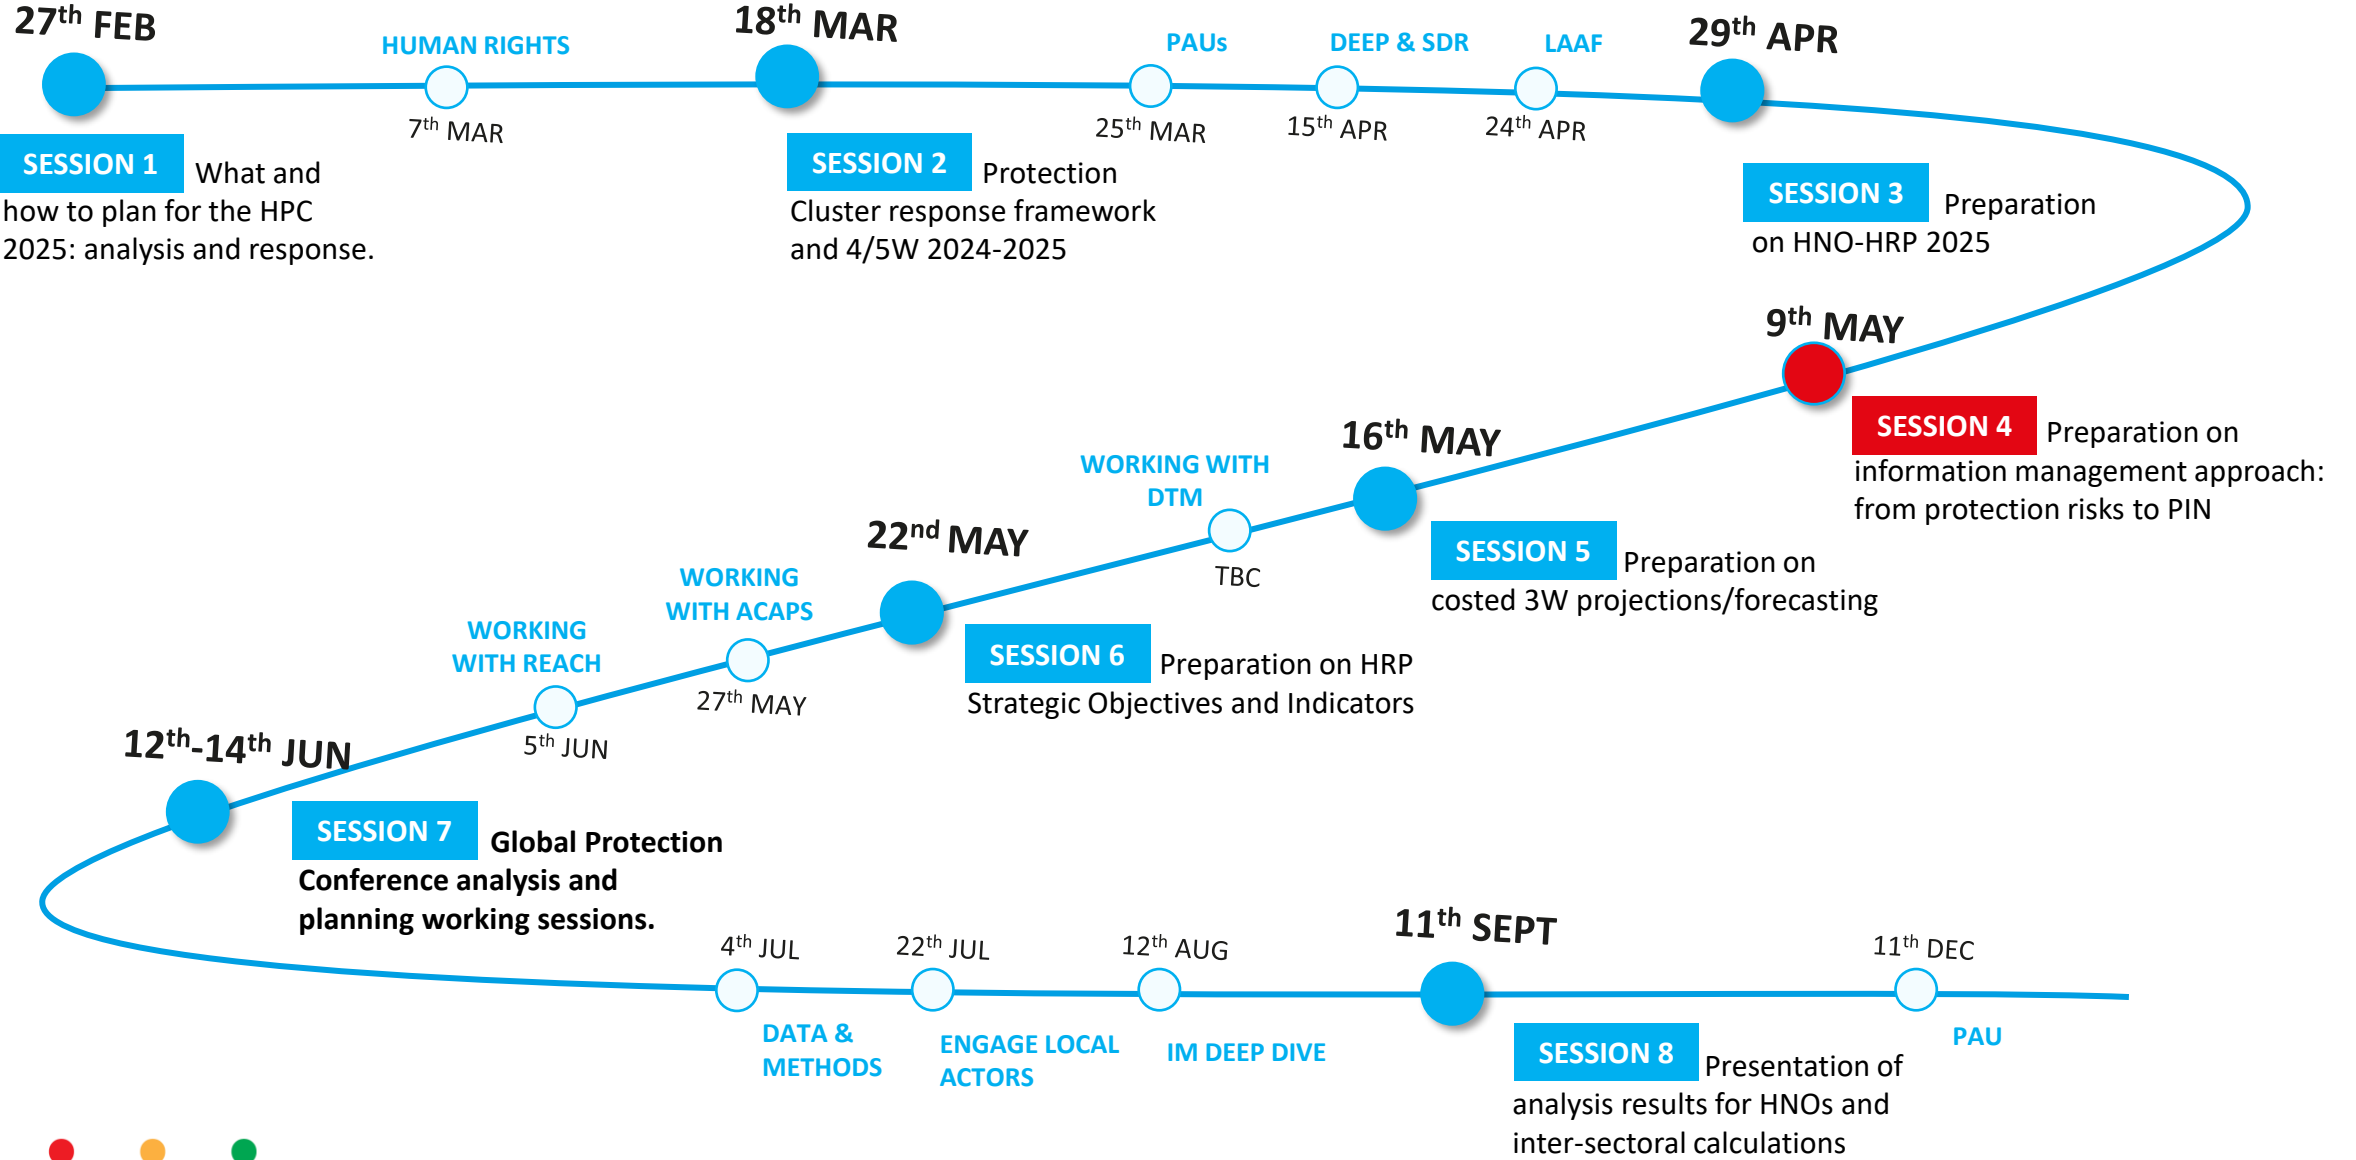 27th FEB
HUMAN RIGHTS
7th MAR
18th MAR
PAUs
25th MAR
DEEP & SDR
15th APR
LAAF
24th APR
29th APR
SESSION 1 What and
how to plan for the HPC
2025: analysis and response.
SESSION 2 Protection
Cluster response framework
and 4/5W 2024-2025
SESSION 3 Preparation
on HNO-HRP 2025
9th MAY
SESSION 4 Preparation on
information management approach:
from protection risks to PIN
16th MAY
SESSION 5 Preparation on
costed 3W projections/forecasting
WORKING WITH
DTM
TBC
22nd MAY
SESSION 6 Preparation on HRP
Strategic Objectives and Indicators
WORKING
WITH ACAPS
27th MAY
WORKING
WITH REACH
5th JUN
12th-14th JUN
SESSION 7 Global Protection
Conference analysis and
planning working sessions.
4th JUL
DATA &
METHODS
22th JUL
ENGAGE LOCAL
ACTORS
12th AUG
IM DEEP DIVE
11th SEPT
SESSION 8 Presentation of
analysis results for HNOs and
inter-sectoral calculations
11th DEC
PAU